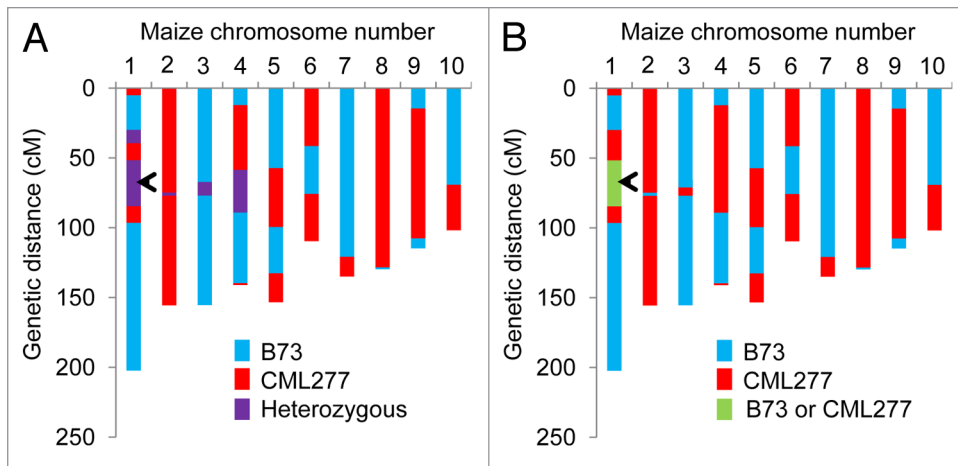 A
Maize chromosome number
1 2 3 4 5 6 7 8 9 10
Genetic distance (cM)
0
50
100
150
200
250
B73
CML277
Heterozygous
B
Maize chromosome number
1 2 3 4 5 6 7 8 9 10
Genetic distance (cM)
0
50
100
150
200
250
B73
CML277
B73 or CML277